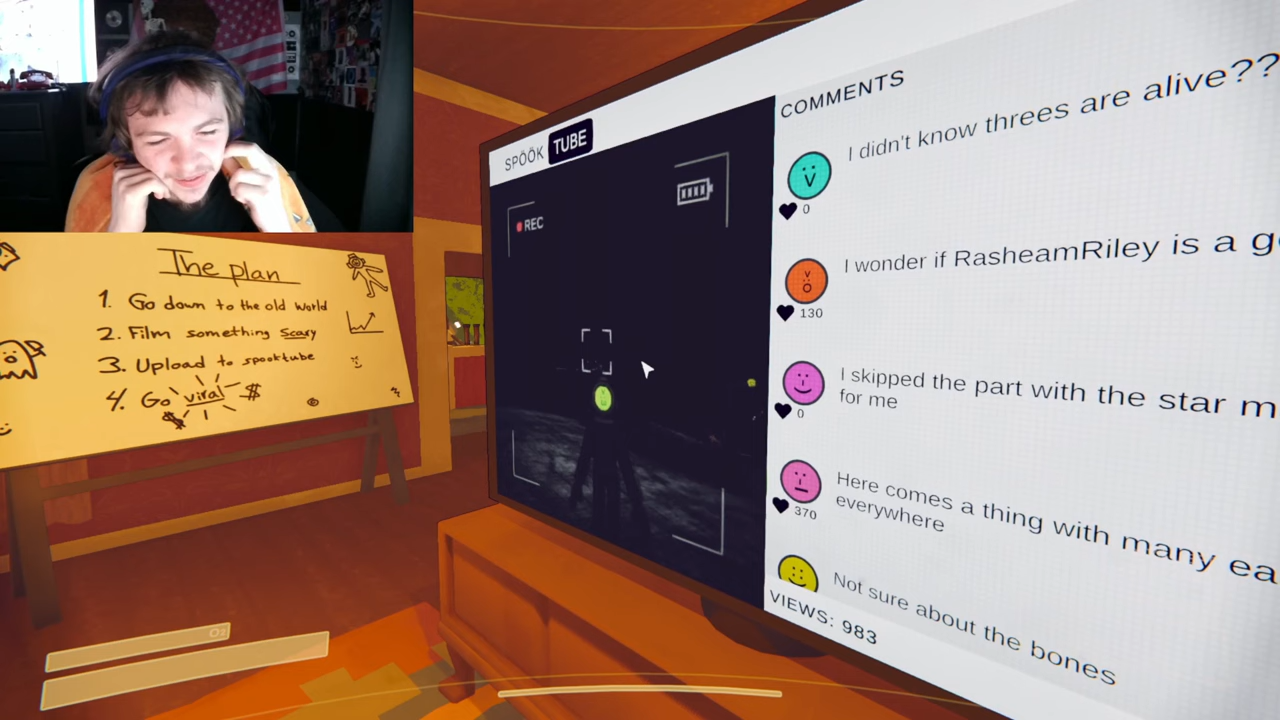 The plan
1. Go down to the old world
2. Film something scary
3. Upload to spooktube
4. Go viral $
$
SPÖÖK TUBE
REC
COMMENTS
I didn't know threes are alive??
0
I wonder if RasheamRiley is a
130
I skipped the part with the star
for me
0
Here comes a thing with many
everywhere
370
Not sure about the bones
VIEWS: 983